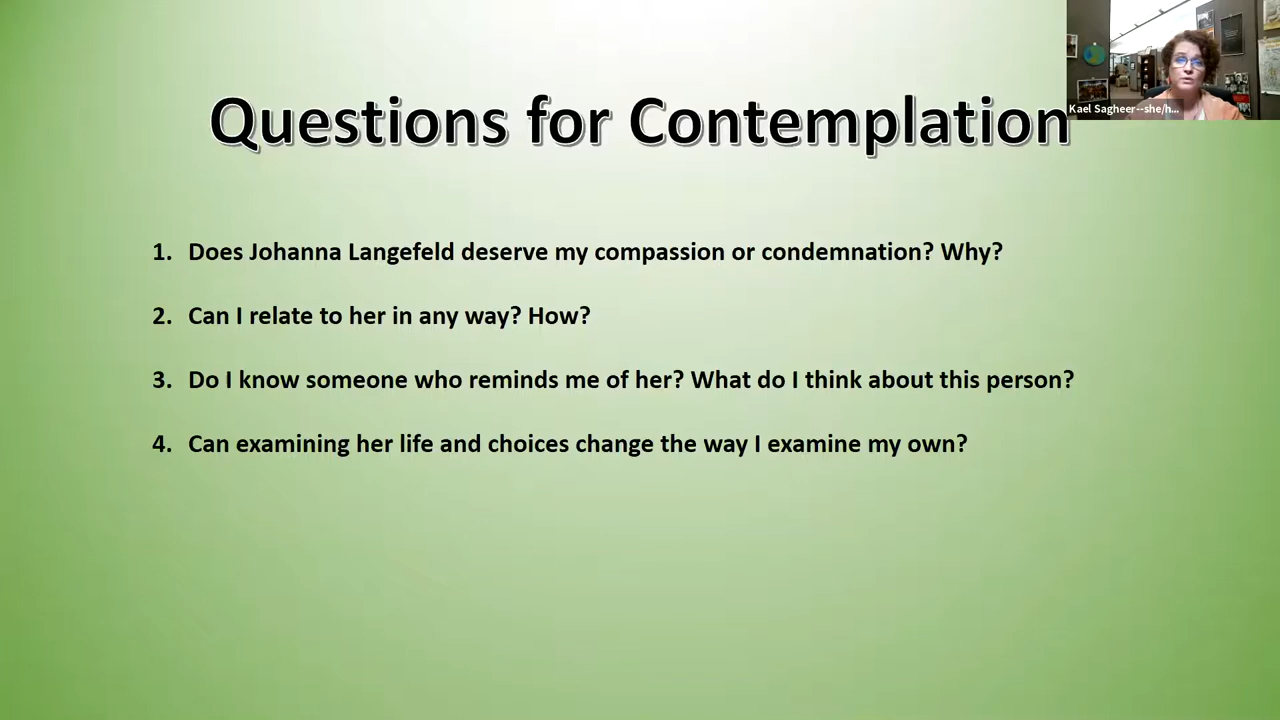 Questions for Contemplation
Kael Sagheer--she/h...
1. Does Johanna Langefeld deserve my compassion or condemnation? Why?
2. Can I relate to her in any way? How?
3. Do I know someone who reminds me of her? What do I think about this person?
4. Can examining her life and choices change the way I examine my own?